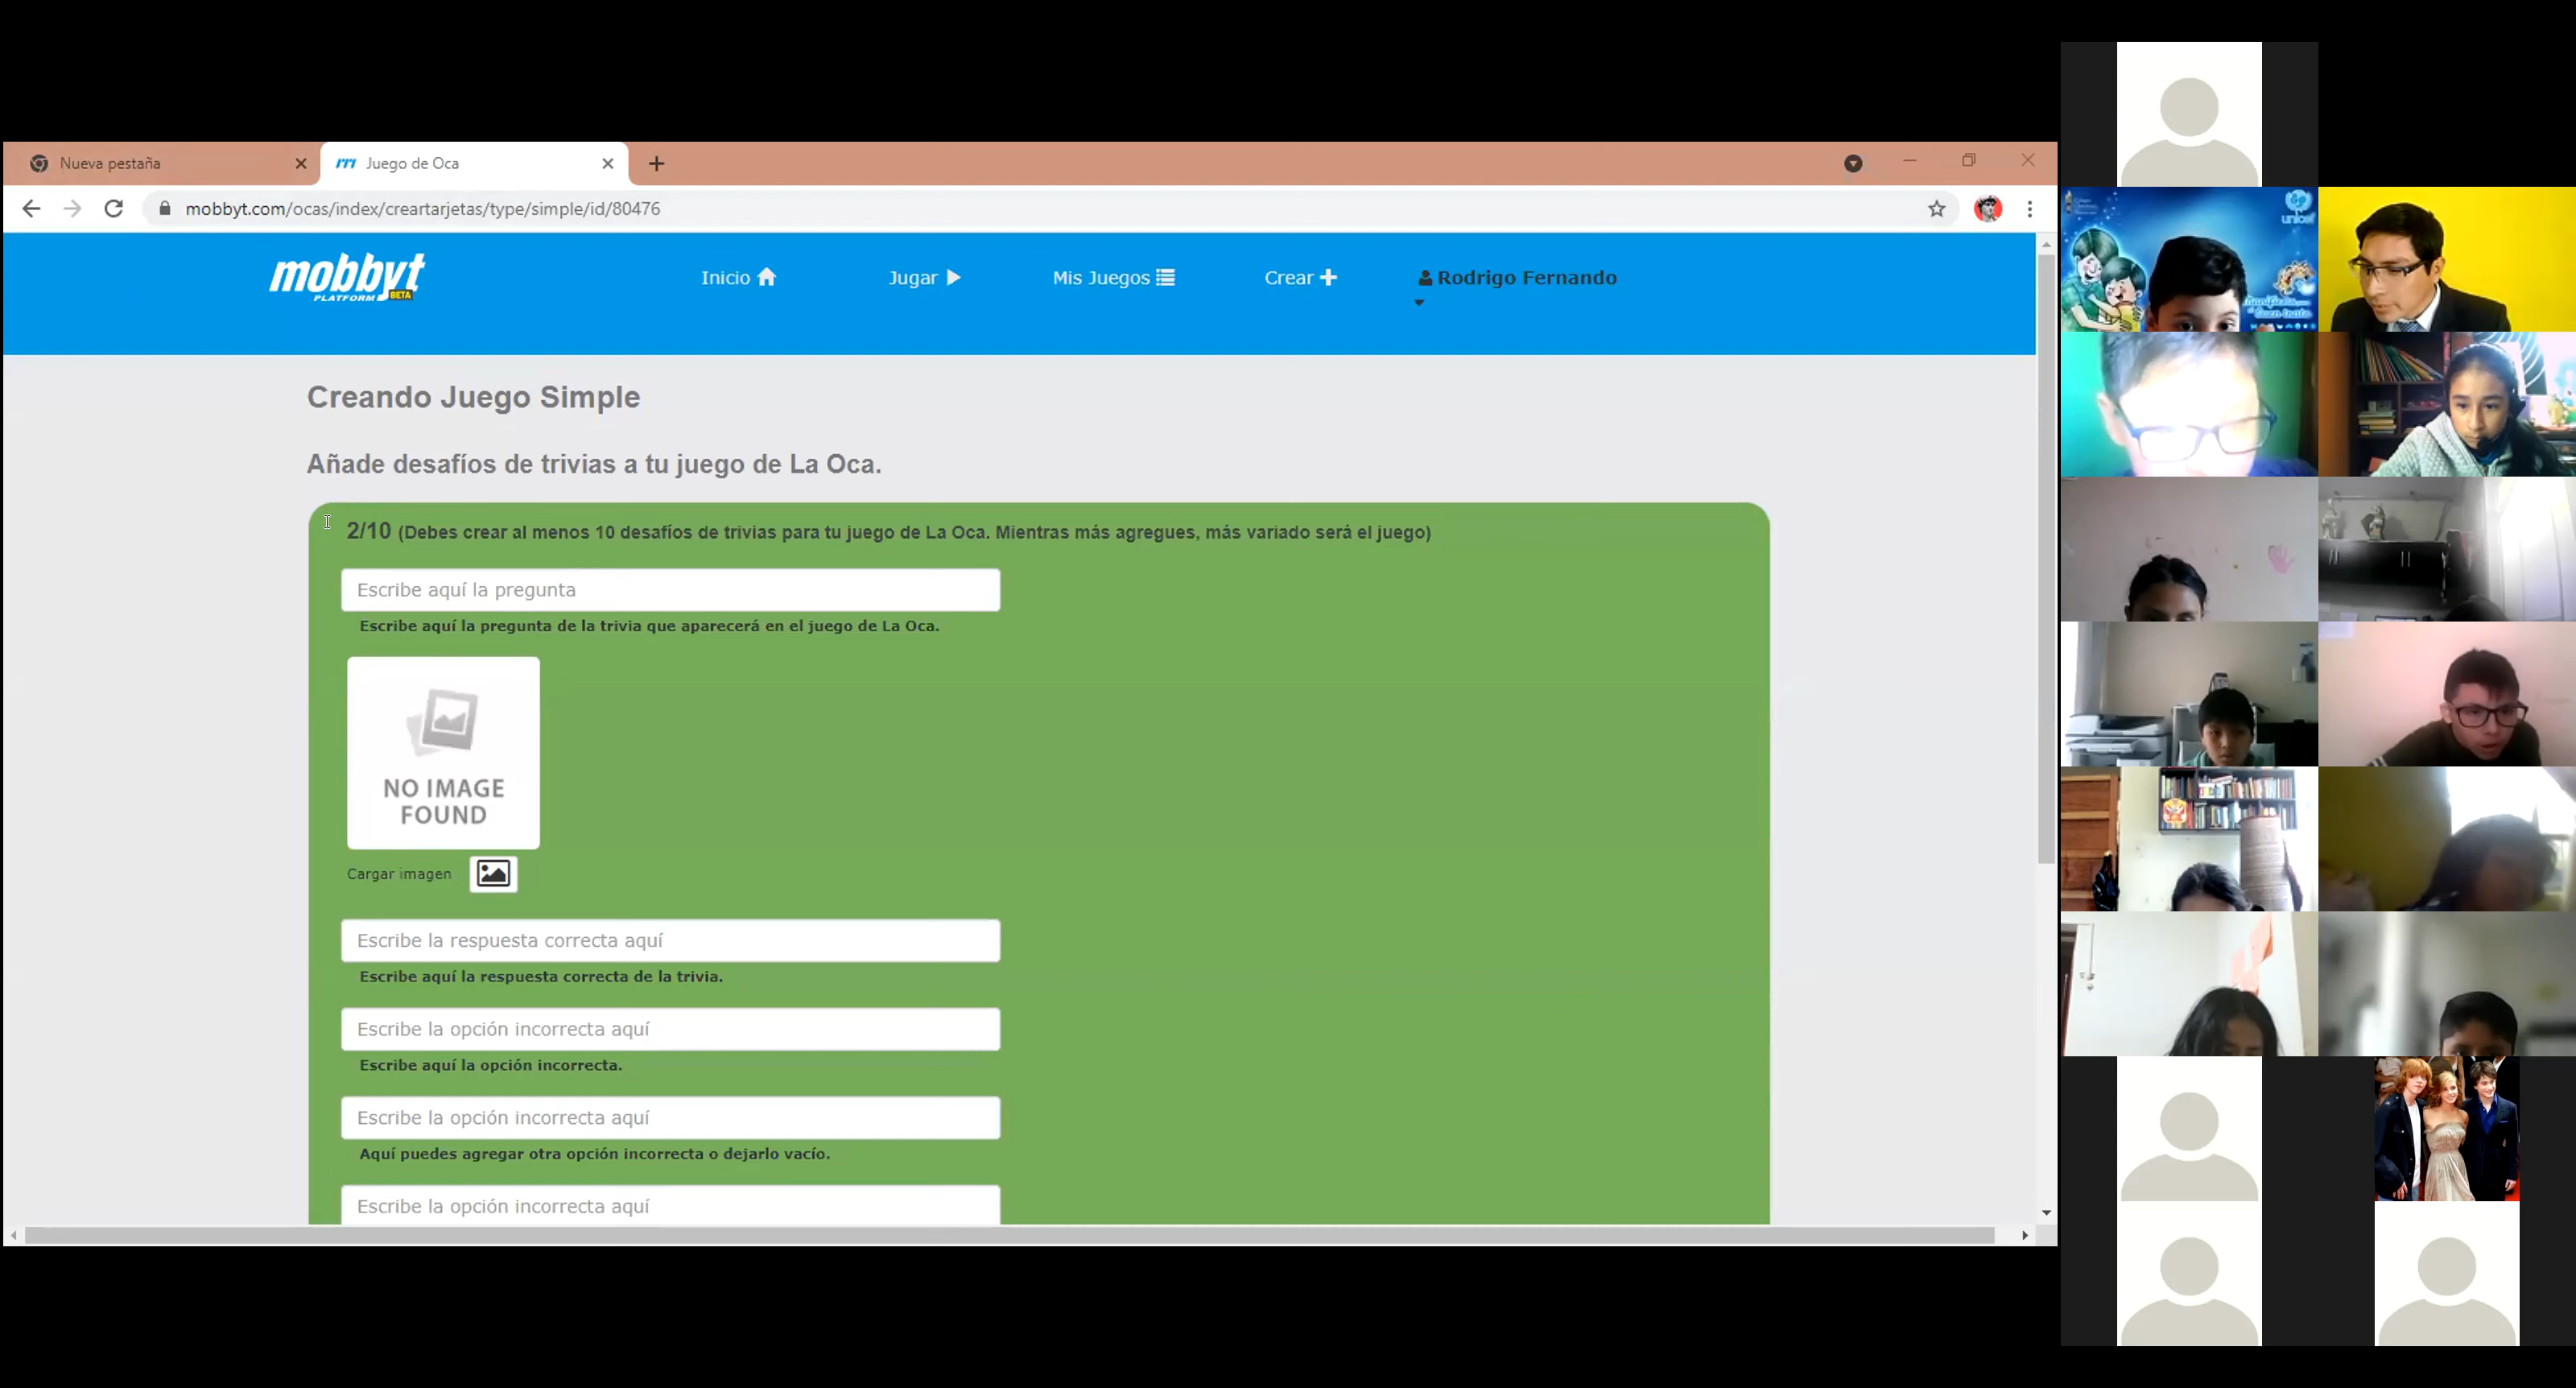 Nueva pestaña
Juego de Oca
mobbyt.com/ocas/index/creartarjetas/type/simple/id/80476
mobbyt
PLATFORM BETA
Inicio
Jugar
Mis Juegos
Crear
Rodrigo Fernando
Creando Juego Simple
Añade desafíos de trivias a tu juego de La Oca.
2/10 (Debes crear al menos 10 desafíos de trivias para tu juego de La Oca. Mientras más agregues, más variado será el juego)
Escribe aquí la pregunta
Escribe aquí la pregunta de la trivia que aparecerá en el juego de La Oca.
NO IMAGE
FOUND
Cargar imagen
Escribe la respuesta correcta aquí
Escribe aquí la respuesta correcta de la trivia.
Escribe la opción incorrecta aquí
Escribe aquí la opción incorrecta.
Escribe la opción incorrecta aquí
Aquí puedes agregar otra opción incorrecta o dejarlo vacío.
Escribe la opción incorrecta aquí
unicef
Buen trato